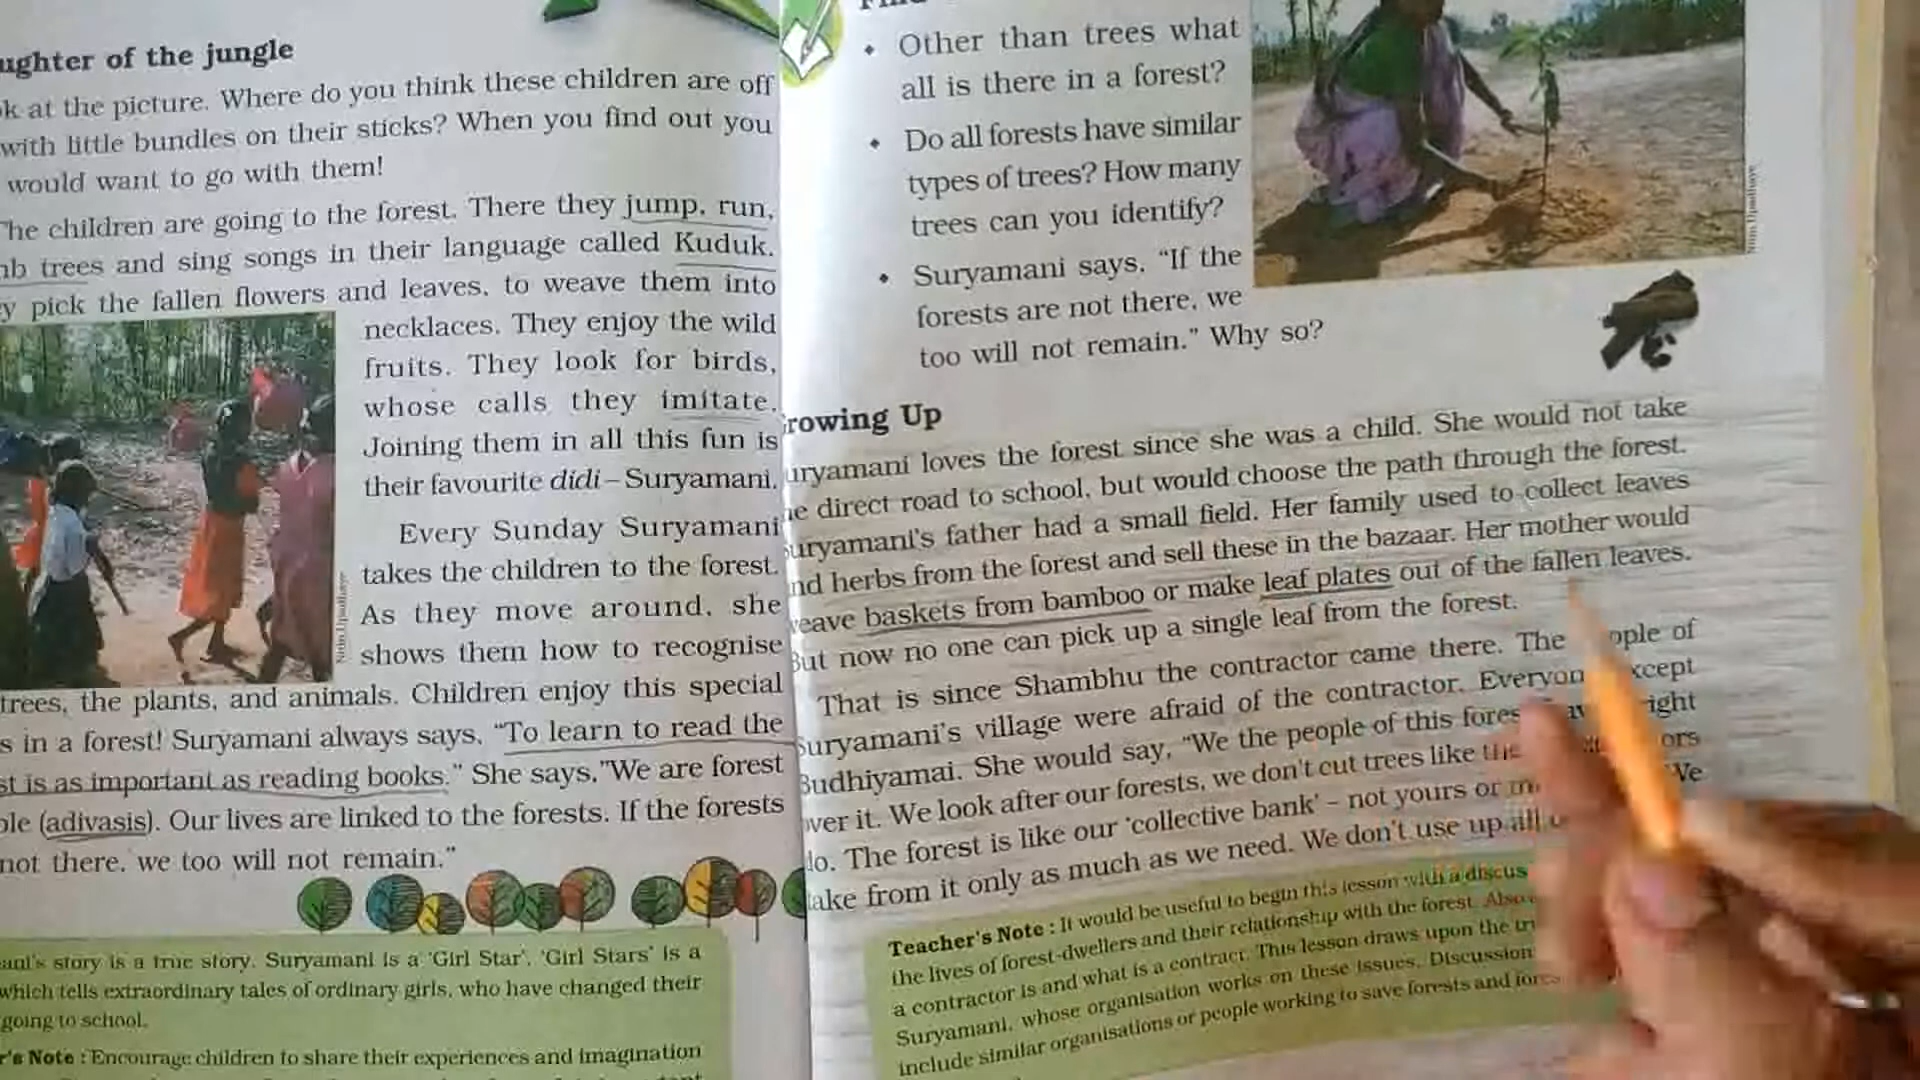 ughter of the jungle
k at the picture. Where do you think these children are off
with little bundles on their sticks? When you find out you
would want to go with them!
he children are going to the forest. There they jump, run,
b trees and sing songs in their language called Kuduk.
y pick the fallen flowers and leaves, to weave them into
necklaces. They enjoy the wild
fruits. They look for birds,
whose calls they imitate.
Joining them in all this fun is
their favourite didi – Suryamani.
Every Sunday Suryamani
takes the children to the forest.
As they move around, she
shows them how to recognise
trees, the plants, and animals. Children enjoy this special
s in a forest! Suryamani always says, “To learn to read the
st is as important as reading books.” She says,"We are forest
ple (adivasis). Our lives are linked to the forests. If the forests
not there, we too will not remain.”
ani's story is a true story. Suryamani is a 'Girl Star'. 'Girl Stars' is a
which tells extraordinary tales of ordinary girls, who have changed their
going to school.
r's Note : Encourage children to share their experiences and imagination
• Other than trees what
all is there in a forest?
• Do all forests have similar
types of trees? How many
trees can you identify?
• Suryamani says, “If the
forests are not there, we
too will not remain.” Why so?
rowing Up
uryamani loves the forest since she was a child. She would not take
e direct road to school, but would choose the path through the forest.
uryamani's father had a small field. Her family used to collect leaves
nd herbs from the forest and sell these in the bazaar. Her mother would
eave baskets from bamboo or make leaf plates out of the fallen leaves.
But now no one can pick up a single leaf from the forest.
That is since Shambhu the contractor came there. The ople of
Suryamani's village were afraid of the contractor. Everyon xcept
Budhiyamai. She would say, “We the people of this fores av ight
ver it. We look after our forests, we don't cut trees like th ors
do. The forest is like our 'collective bank' – not yours or m We
take from it only as much as we need. We don't use up all
Teacher's Note : It would be useful to begin this lesson with a discus
the lives of forest-dwellers and their relationship with the forest. Also
a contractor is and what is a contract. This lesson draws upon the tr
Suryamani, whose organisation works on these issues. Discussion
include similar organisations or people working to save forests and fores